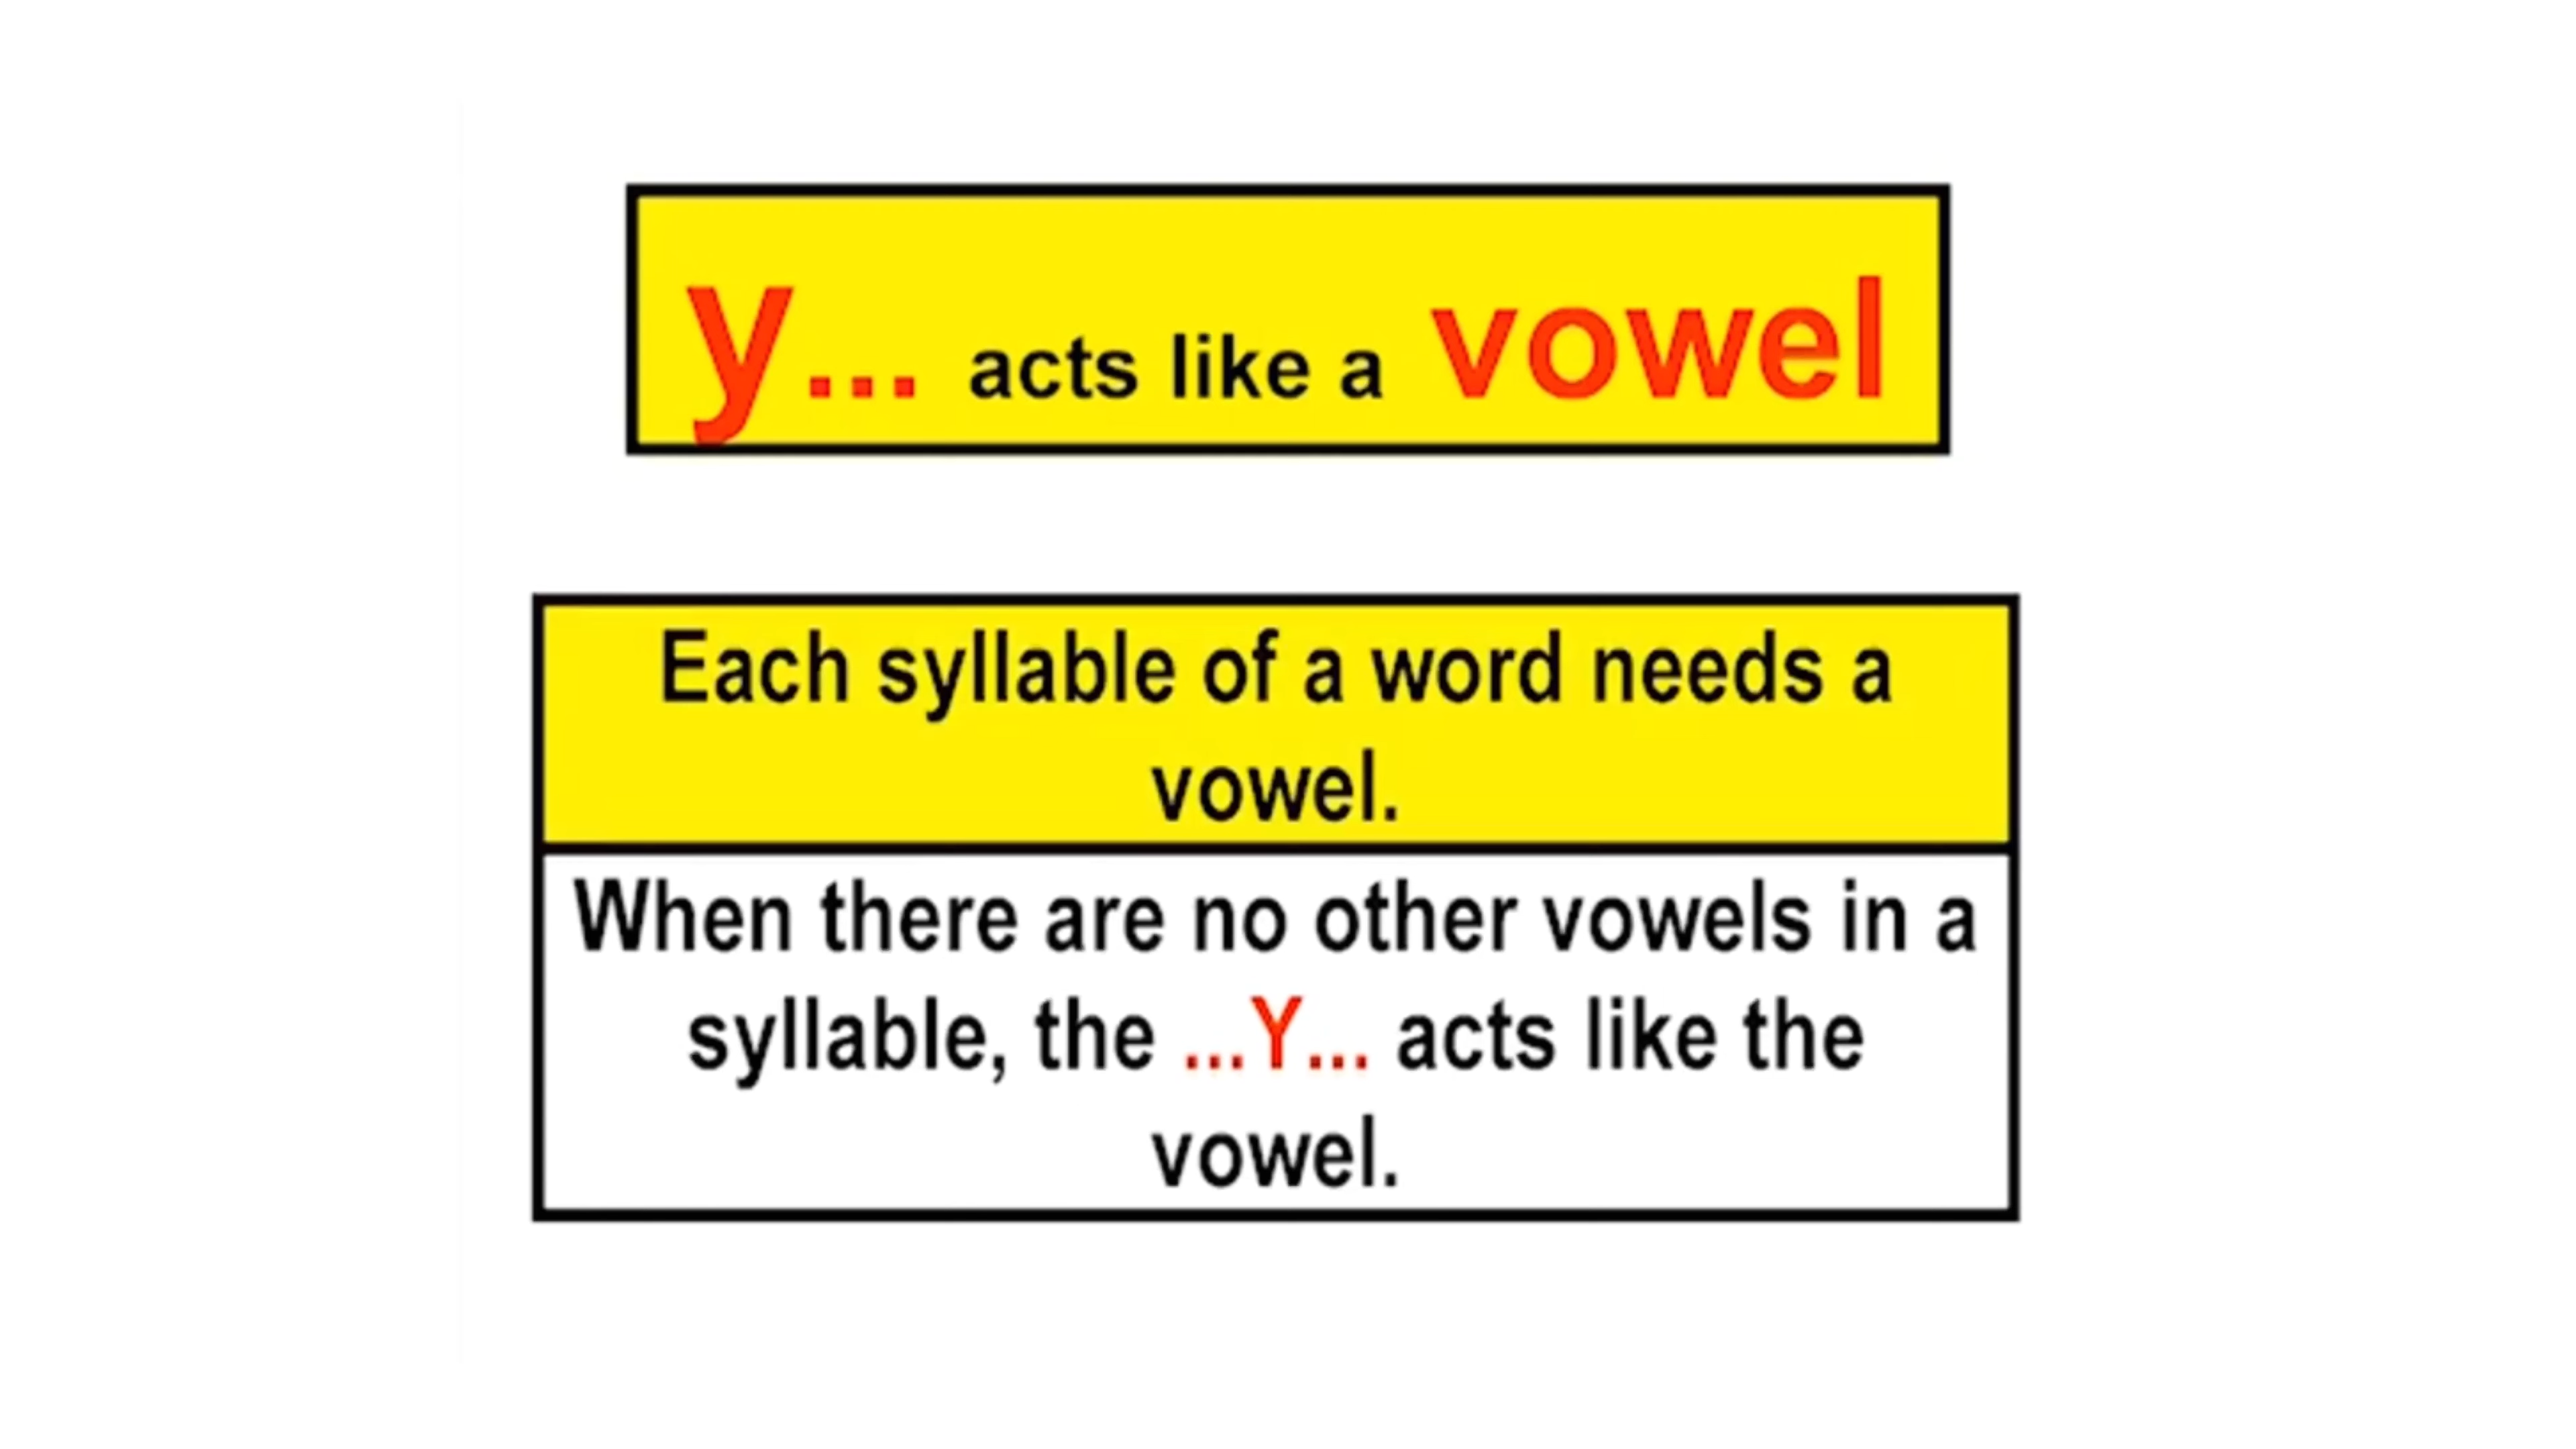 y... acts like a vowel
Each syllable of a word needs a
vowel.
When there are no other vowels in a
syllable, the ...Y... acts like the
vowel.